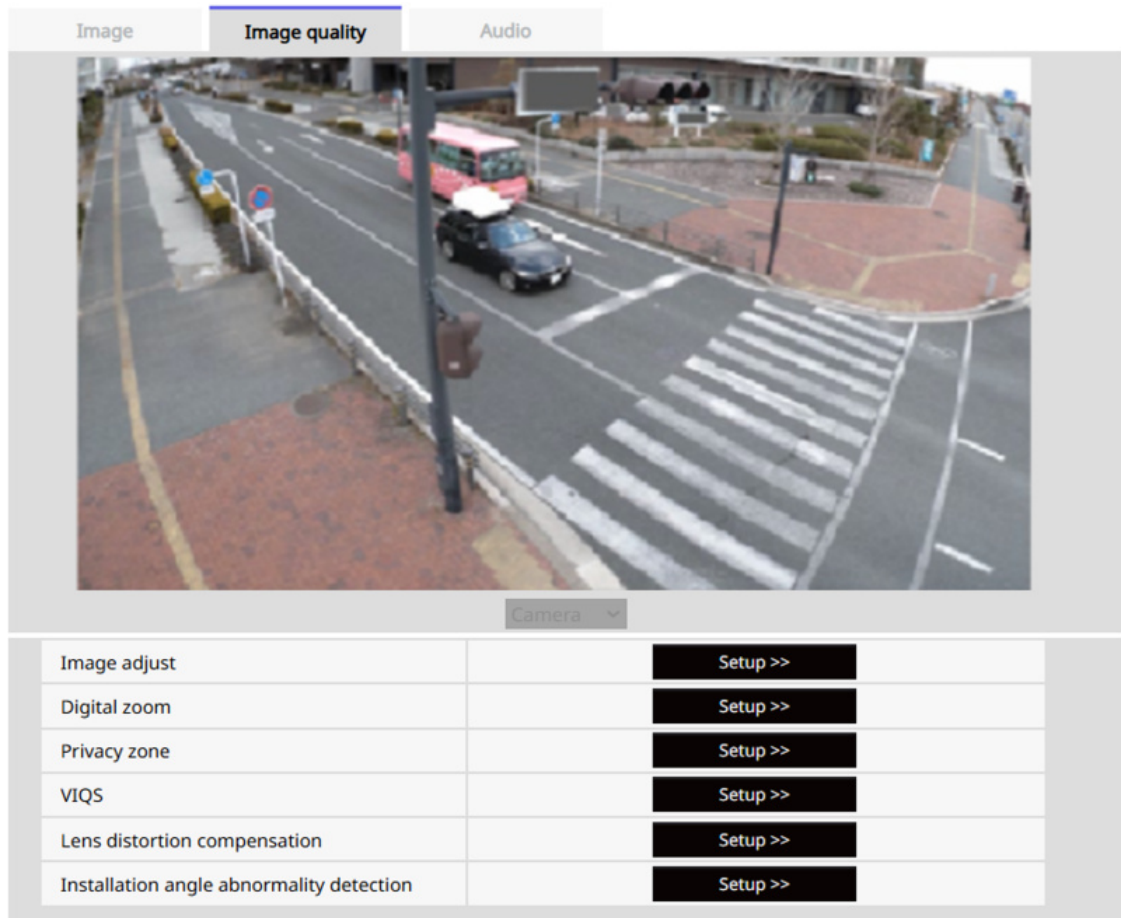 Image
Image quality
Audio
Camera
Image adjust
Setup >>
Digital zoom
Setup >>
Privacy zone
Setup >>
VIQS
Setup >>
Lens distortion compensation
Setup >>
Installation angle abnormality detection
Setup >>